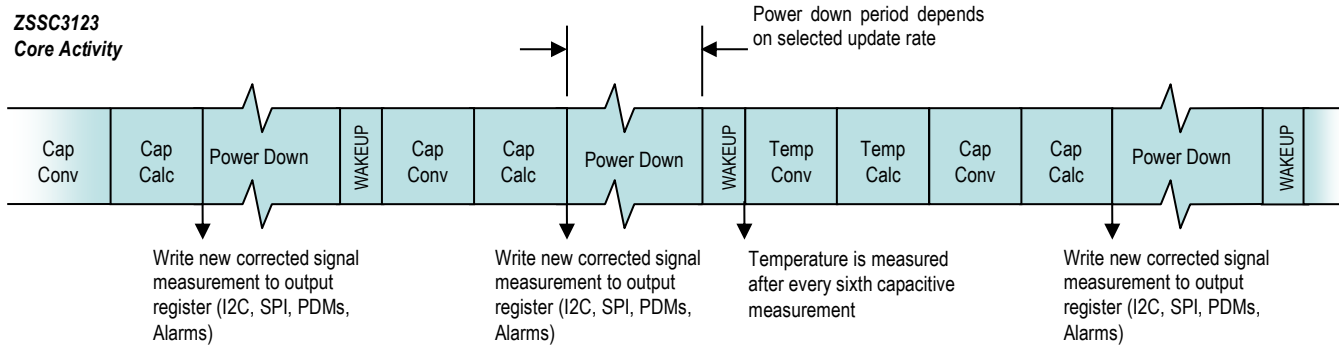 ZSSC3123
Core Activity
Power down period depends
on selected update rate
Cap
Conv
Cap
Calc
Power Down
WAKEUP
Cap
Conv
Cap
Calc
Power Down
WAKEUP
Temp
Conv
Temp
Calc
Cap
Conv
Cap
Calc
Power Down
WAKEUP
Write new corrected signal
measurement to output
register (I2C, SPI, PDMs,
Alarms)
Write new corrected signal
measurement to output
register (I2C, SPI, PDMs,
Alarms)
Temperature is measured
after every sixth capacitive
measurement
Write new corrected signal
measurement to output
register (I2C, SPI, PDMs,
Alarms)